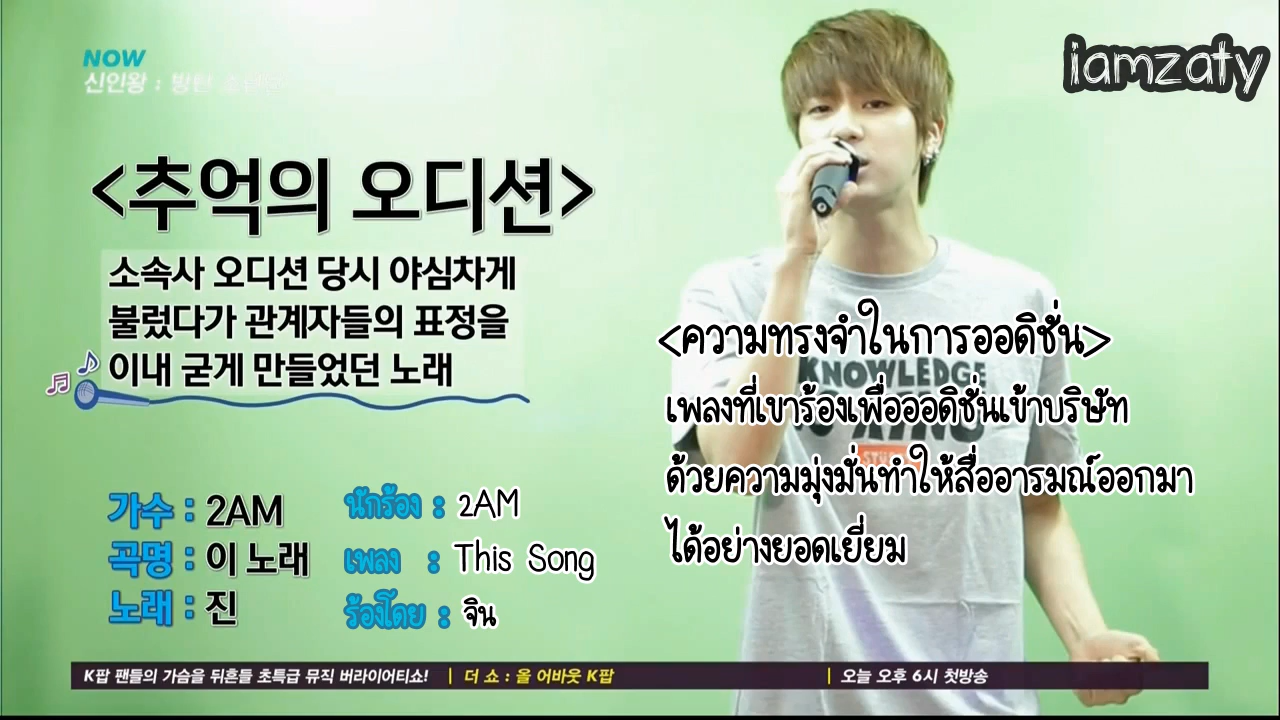 NOW
iamzaty
신인왕 : 방탄
<추억의 오디션>
소속사 오디션 당시 야심차게
불렀다가 관계자들의 표정을
이내 굳게 만들었던 노래
<ความทรงจำในการออดิชั่น>
KNOWLEDGE
เพลงที่เขาร้องเพื่อออดิชั่นเข้าบริษัท
ด้วยความมุ่งมั่นทำให้สื่ออารมณ์ออกมา
ได้อย่างยอดเยี่ยม
가수 : 2AM
นักร้อง : 2AM
곡명 : 이 노래
เพลง : This Song
노래 : 진
ร้องโดย : จิน
K팝 팬들의 가슴을 뒤흔들 초특급 뮤직 버라이어티쇼! | 더 쇼 : 올 어바웃 K팝 | 오늘 오후 6시 첫방송